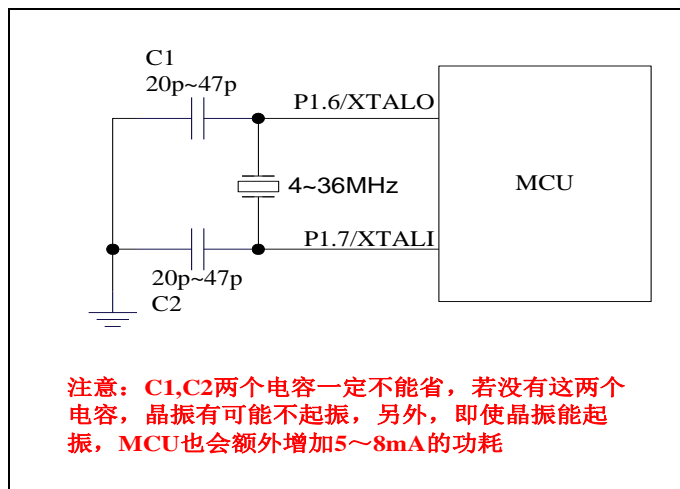 C1
20p~47p
P1.6/XTALO
4~36MHz
MCU
P1.7/XTALI
20p~47p
C2
注意：C1,C2两个电容一定不能省，若没有这两个
电容，晶振有可能不起振，另外，即使晶振能起
振，MCU也会额外增加5～8mA的功耗